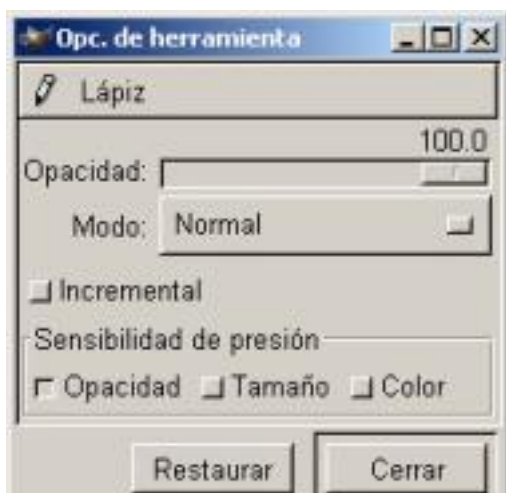 Opc. de herramienta
Lápiz
100.0
Opacidad:
Modo: Normal
Incremental
Sensibilidad de presión
Opacidad Tamaño Color
Restaurar Cerrar